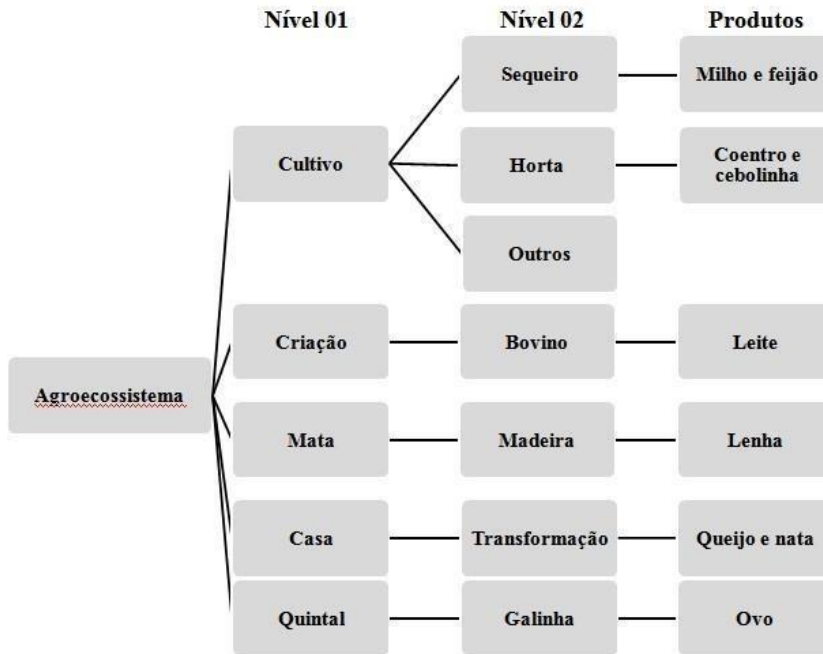 Nível 01 Nível 02 Produtos
Sequeiro Milho e feijão
Cultivo Horta Coentro e
cebolinha
Outros
Criação Bovino Leite
Agroecossistema
Mata Madeira Lenha
Casa Transformação Queijo e nata
Quintal Galinha Ovo